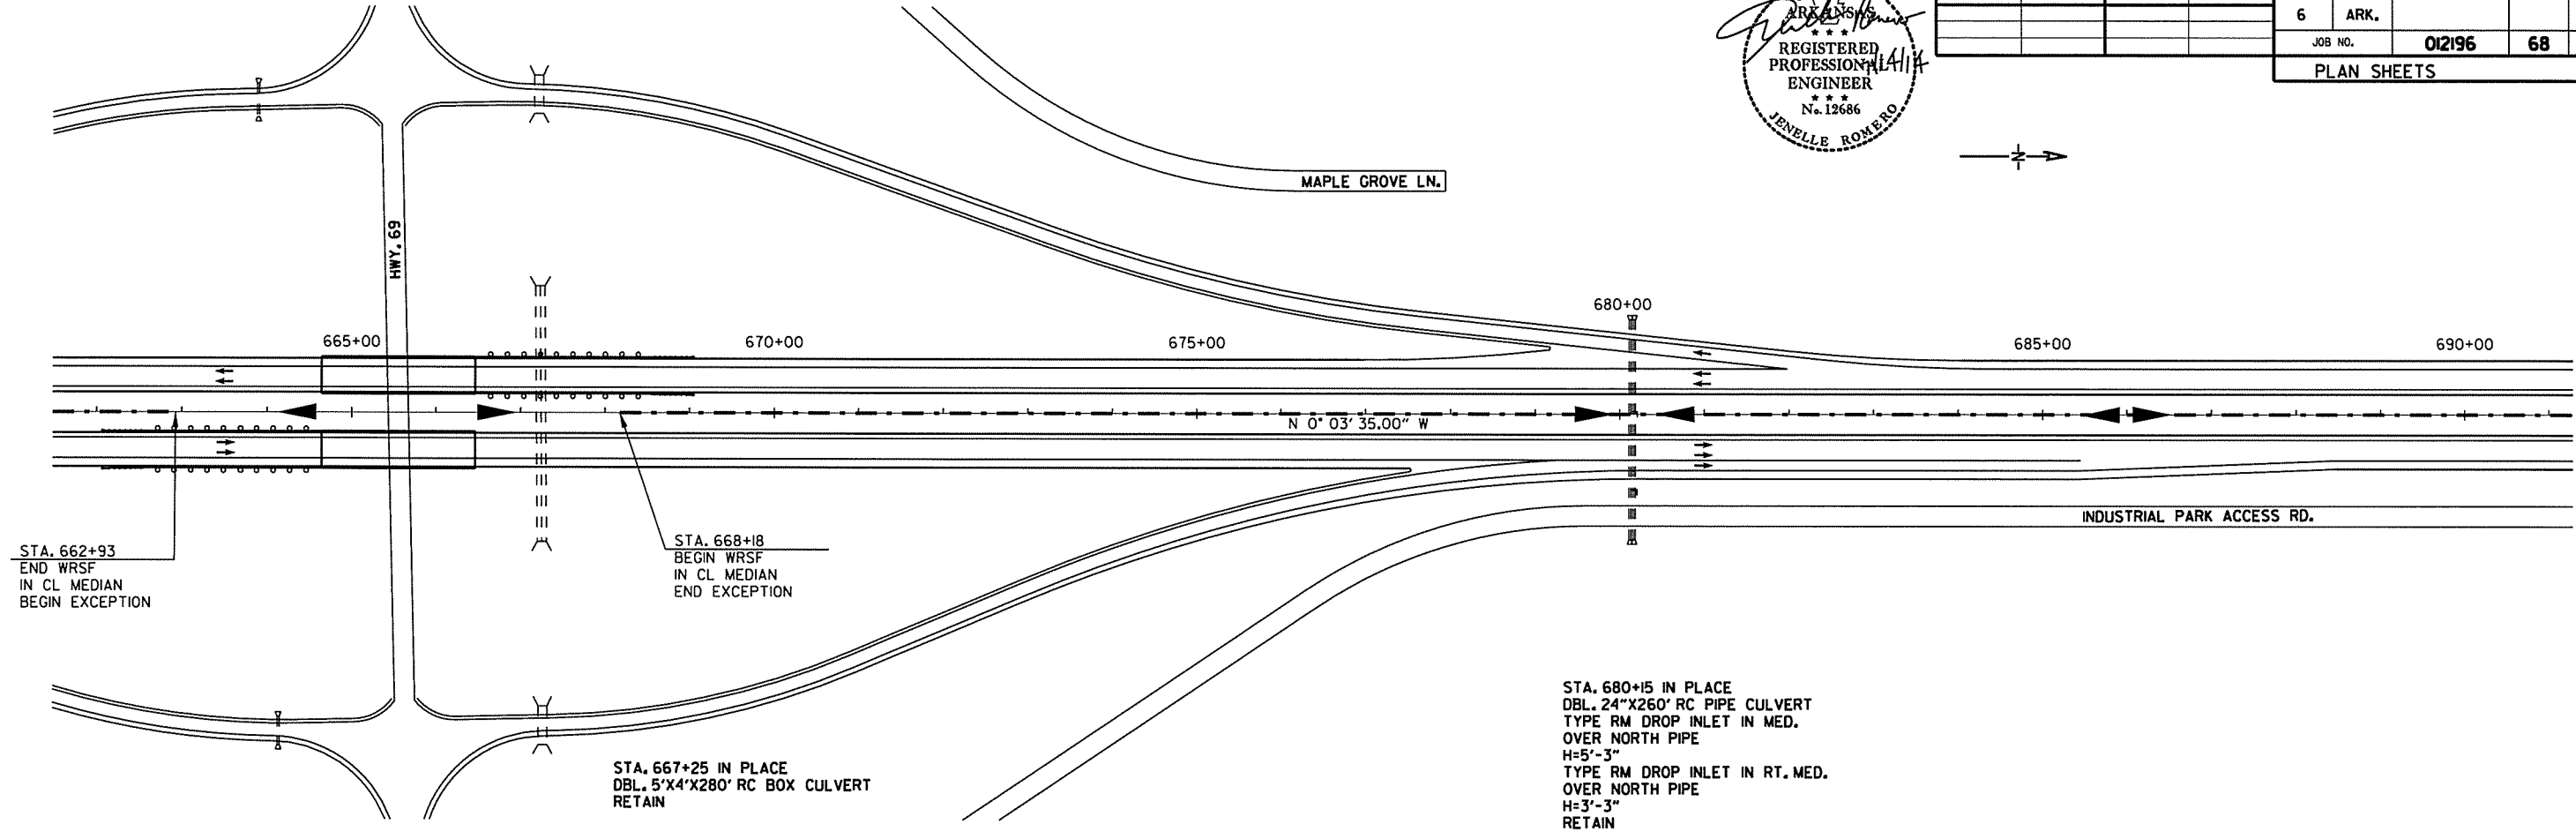 ARKANSAS
★ ★ ★
REGISTERED
PROFESSIONAL
ENGINEER
★ ★ ★
No. 12686
JENELLE ROMERO
6 ARK.
JOB NO. 012196 68
PLAN SHEETS
N
MAPLE GROVE LN.
HWY. 69
665+00
670+00
675+00
680+00
685+00
690+00
N 0° 03' 35.00" W
INDUSTRIAL PARK ACCESS RD.
STA. 662+93
END WRSF
IN CL MEDIAN
BEGIN EXCEPTION
STA. 668+18
BEGIN WRSF
IN CL MEDIAN
END EXCEPTION
STA. 667+25 IN PLACE
DBL. 5'X4'X280' RC BOX CULVERT
RETAIN
STA. 680+15 IN PLACE
DBL. 24"X260' RC PIPE CULVERT
TYPE RM DROP INLET IN MED.
OVER NORTH PIPE
H=5'-3"
TYPE RM DROP INLET IN RT. MED.
OVER NORTH PIPE
H=3'-3"
RETAIN